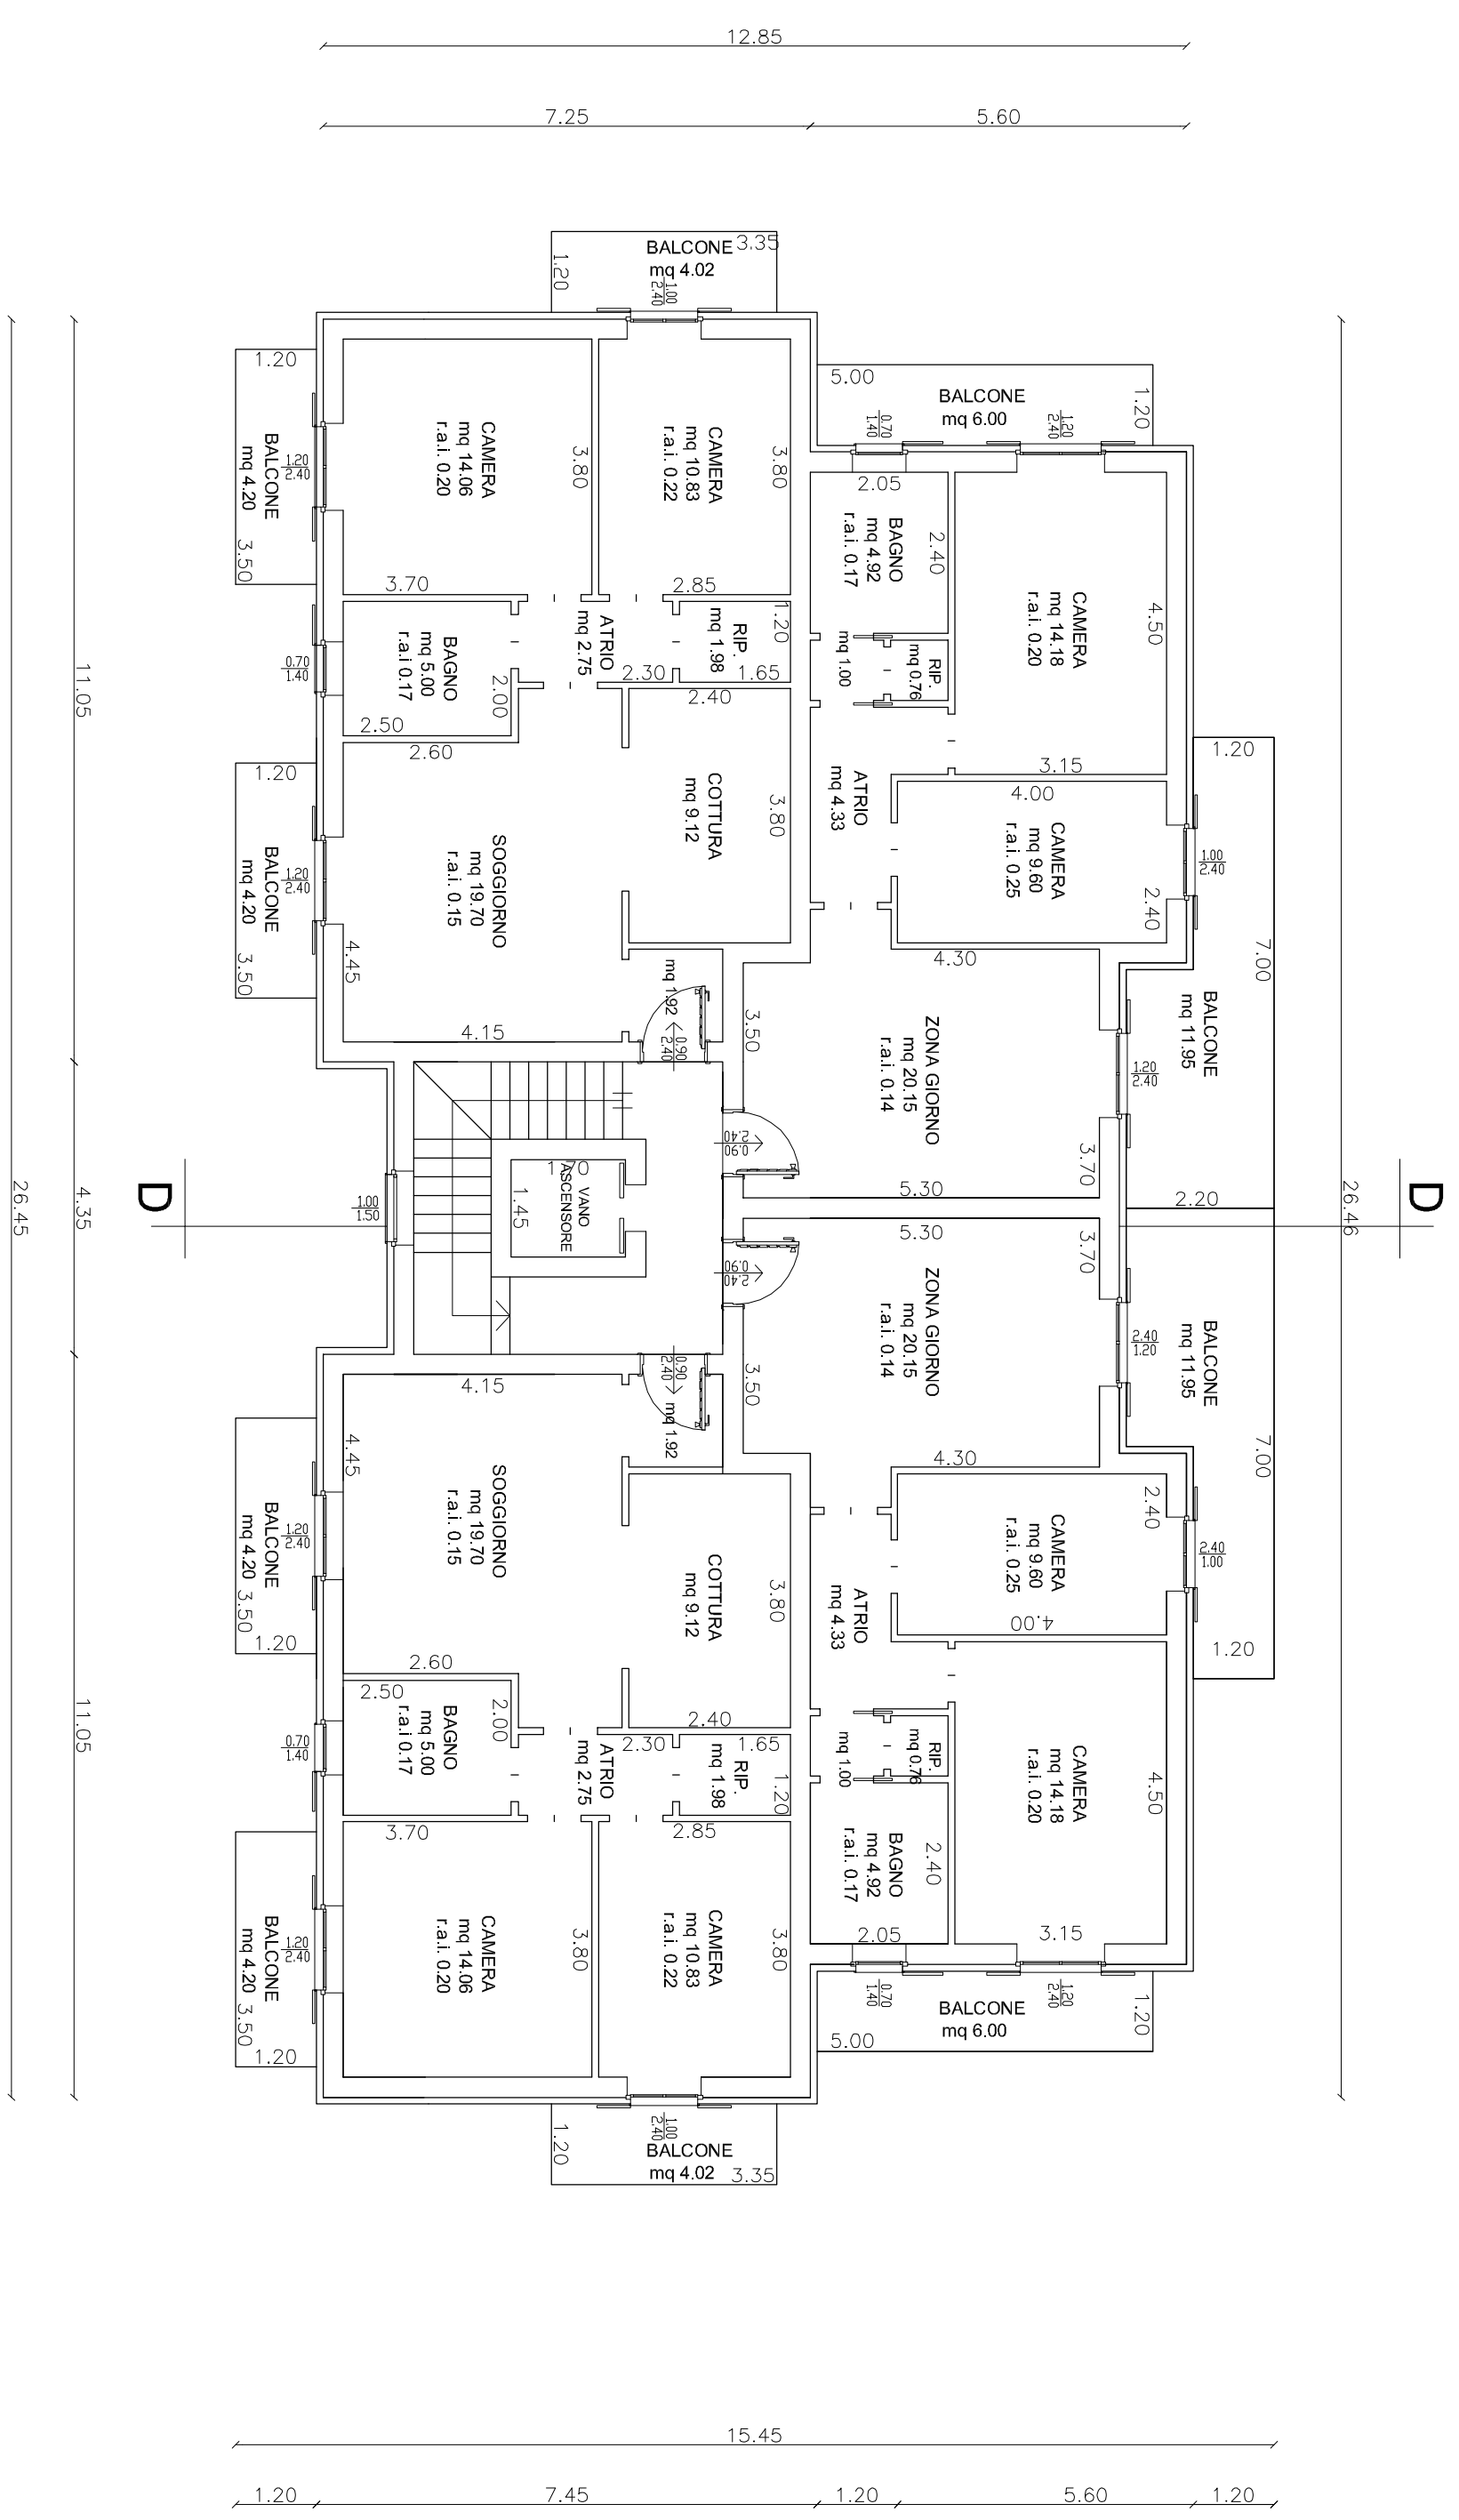 12.85
7.25
5.60
BALCONE
3.35
mq 4.02
1.20
1.00
2.40
5.00
BALCONE
mq 6.00
1.20
0.70
1.40
1.20
2.40
1.20
BALCONE
mq 4.20
3.50
1.20
2.40
CAMERA
mq 14.06
r.a.i. 0.20
3.80
3.70
CAMERA
mq 10.83
r.a.i. 0.22
3.80
2.85
2.05
BAGNO
mq 4.92
r.a.i. 0.17
2.40
CAMERA
mq 14.18
r.a.i. 0.20
4.50
3.15
0.70
1.40
BAGNO
mq 5.00
r.a.i 0.17
2.00
2.50
ATRIO
mq 2.75
2.30
RIP.
mq 1.98
1.20
1.65
mq 1.00
RIP.
mq 0.76
11.05
1.20
BALCONE
mq 4.20
3.50
1.20
2.40
2.60
SOGGIORNO
mq 19.70
r.a.i. 0.15
4.45
4.15
2.40
COTTURA
mq 9.12
3.80
ATRIO
mq 4.33
4.00
CAMERA
mq 9.60
r.a.i. 0.25
2.40
1.00
2.40
1.20
7.00
BALCONE
mq 11.95
mq 1.92
0.90
2.40
4.30
3.50
ZONA GIORNO
mq 20.15
r.a.i. 0.14
1.20
2.40
3.70
5.30
0.90
2.40
D
26.45
4.35
1.00
1.50
1.70
VANO
ASCENSORE
1.45
2.20
26.46
D
5.30
3.70
0.90
2.40
ZONA GIORNO
mq 20.15
r.a.i. 0.14
2.40
1.20
BALCONE
mq 11.95
7.00
3.50
4.30
0.90
2.40
mq 1.92
4.15
4.45
SOGGIORNO
mq 19.70
r.a.i. 0.15
2.60
BALCONE
mq 4.20
3.50
1.20
1.20
2.40
COTTURA
mq 9.12
3.80
2.40
ATRIO
mq 4.33
CAMERA
mq 9.60
r.a.i. 0.25
2.40
4.00
2.40
1.00
1.20
11.05
0.70
1.40
2.50
BAGNO
mq 5.00
r.a.i 0.17
2.00
ATRIO
mq 2.75
2.30
RIP.
mq 1.98
1.65
1.20
mq 1.00
RIP.
mq 0.76
CAMERA
mq 14.18
r.a.i. 0.20
4.50
3.15
BAGNO
mq 4.92
r.a.i. 0.17
2.40
2.05
3.70
CAMERA
mq 14.06
r.a.i. 0.20
3.80
2.85
CAMERA
mq 10.83
r.a.i. 0.22
3.80
BALCONE
mq 4.20
3.50
1.20
1.20
2.40
0.70
1.40
1.20
2.40
BALCONE
mq 6.00
1.20
5.00
1.00
2.40
1.20
BALCONE
mq 4.02
3.35
15.45
1.20
7.45
1.20
5.60
1.20